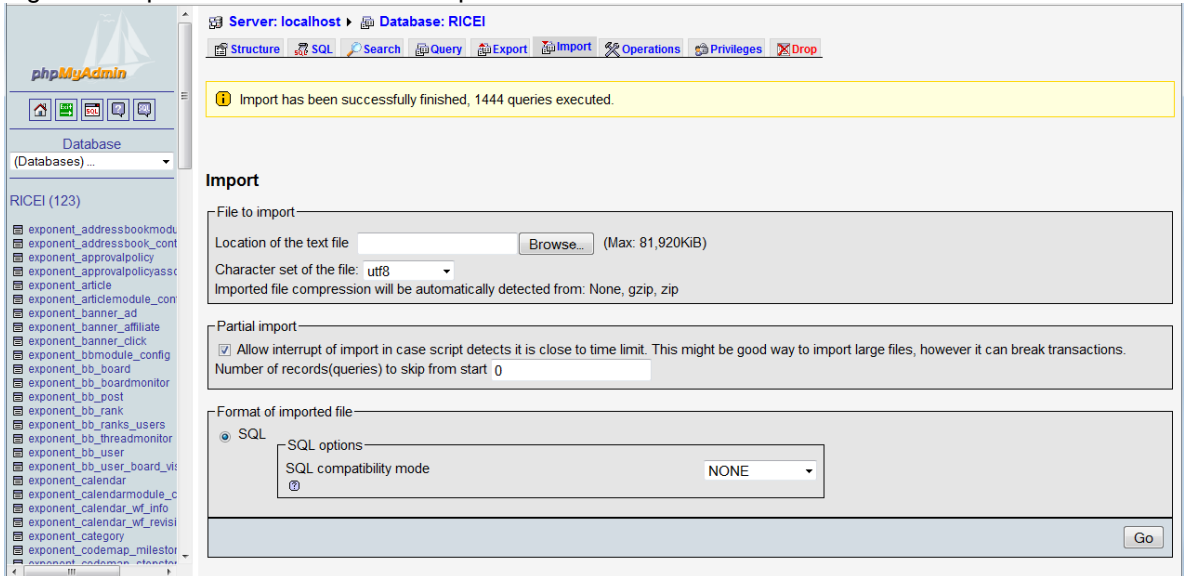 Server: localhost ▸ Database: RICEI
Structure SQL Search Query Export Import Operations Privileges Drop
phpMyAdmin
Import has been successfully finished, 1444 queries executed.
Database
(Databases) ...
RICEI (123)
exponent_addressbookmodu
exponent_addressbook_cont
exponent_approvalpolicy
exponent_approvalpolicyasso
exponent_article
exponent_articlemodule_con
exponent_banner_ad
exponent_banner_affiliate
exponent_banner_click
exponent_bbmodule_config
exponent_bb_board
exponent_bb_boardmonitor
exponent_bb_post
exponent_bb_rank
exponent_bb_ranks_users
exponent_bb_threadmonitor
exponent_bb_user
exponent_bb_user_board_vis
exponent_calendar
exponent_calendarmodule_c
exponent_calendar_wf_info
exponent_calendar_wf_revisi
exponent_category
exponent_codemap_milestor
Import
File to import
Location of the text file Browse... (Max: 81,920KiB)
Character set of the file: utf8
Imported file compression will be automatically detected from: None, gzip, zip
Partial import
Allow interrupt of import in case script detects it is close to time limit. This might be good way to import large files, however it can break transactions.
Number of records(queries) to skip from start 0
Format of imported file
SQL
SQL options
SQL compatibility mode NONE
Go